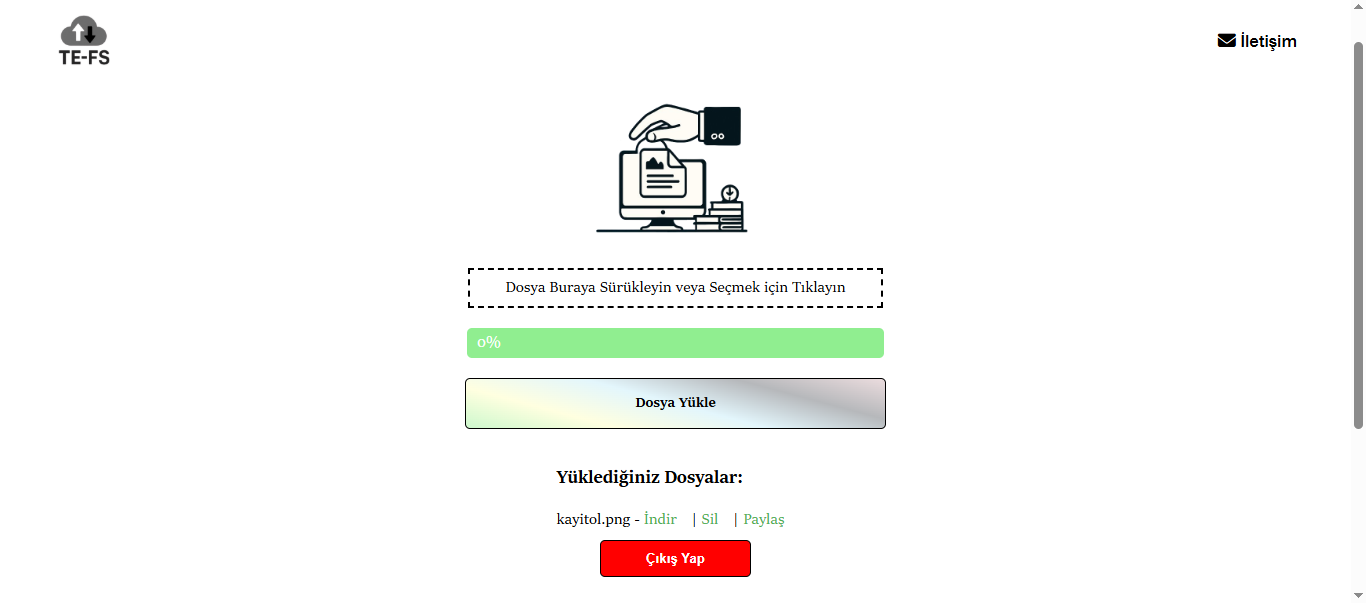 TE-FS
İletişim
Dosya Buraya Sürükleyin veya Seçmek için Tıklayın
0%
Dosya Yükle
Yüklediğiniz Dosyalar:
kayitol.png - İndir | Sil | Paylaş
Çıkış Yap